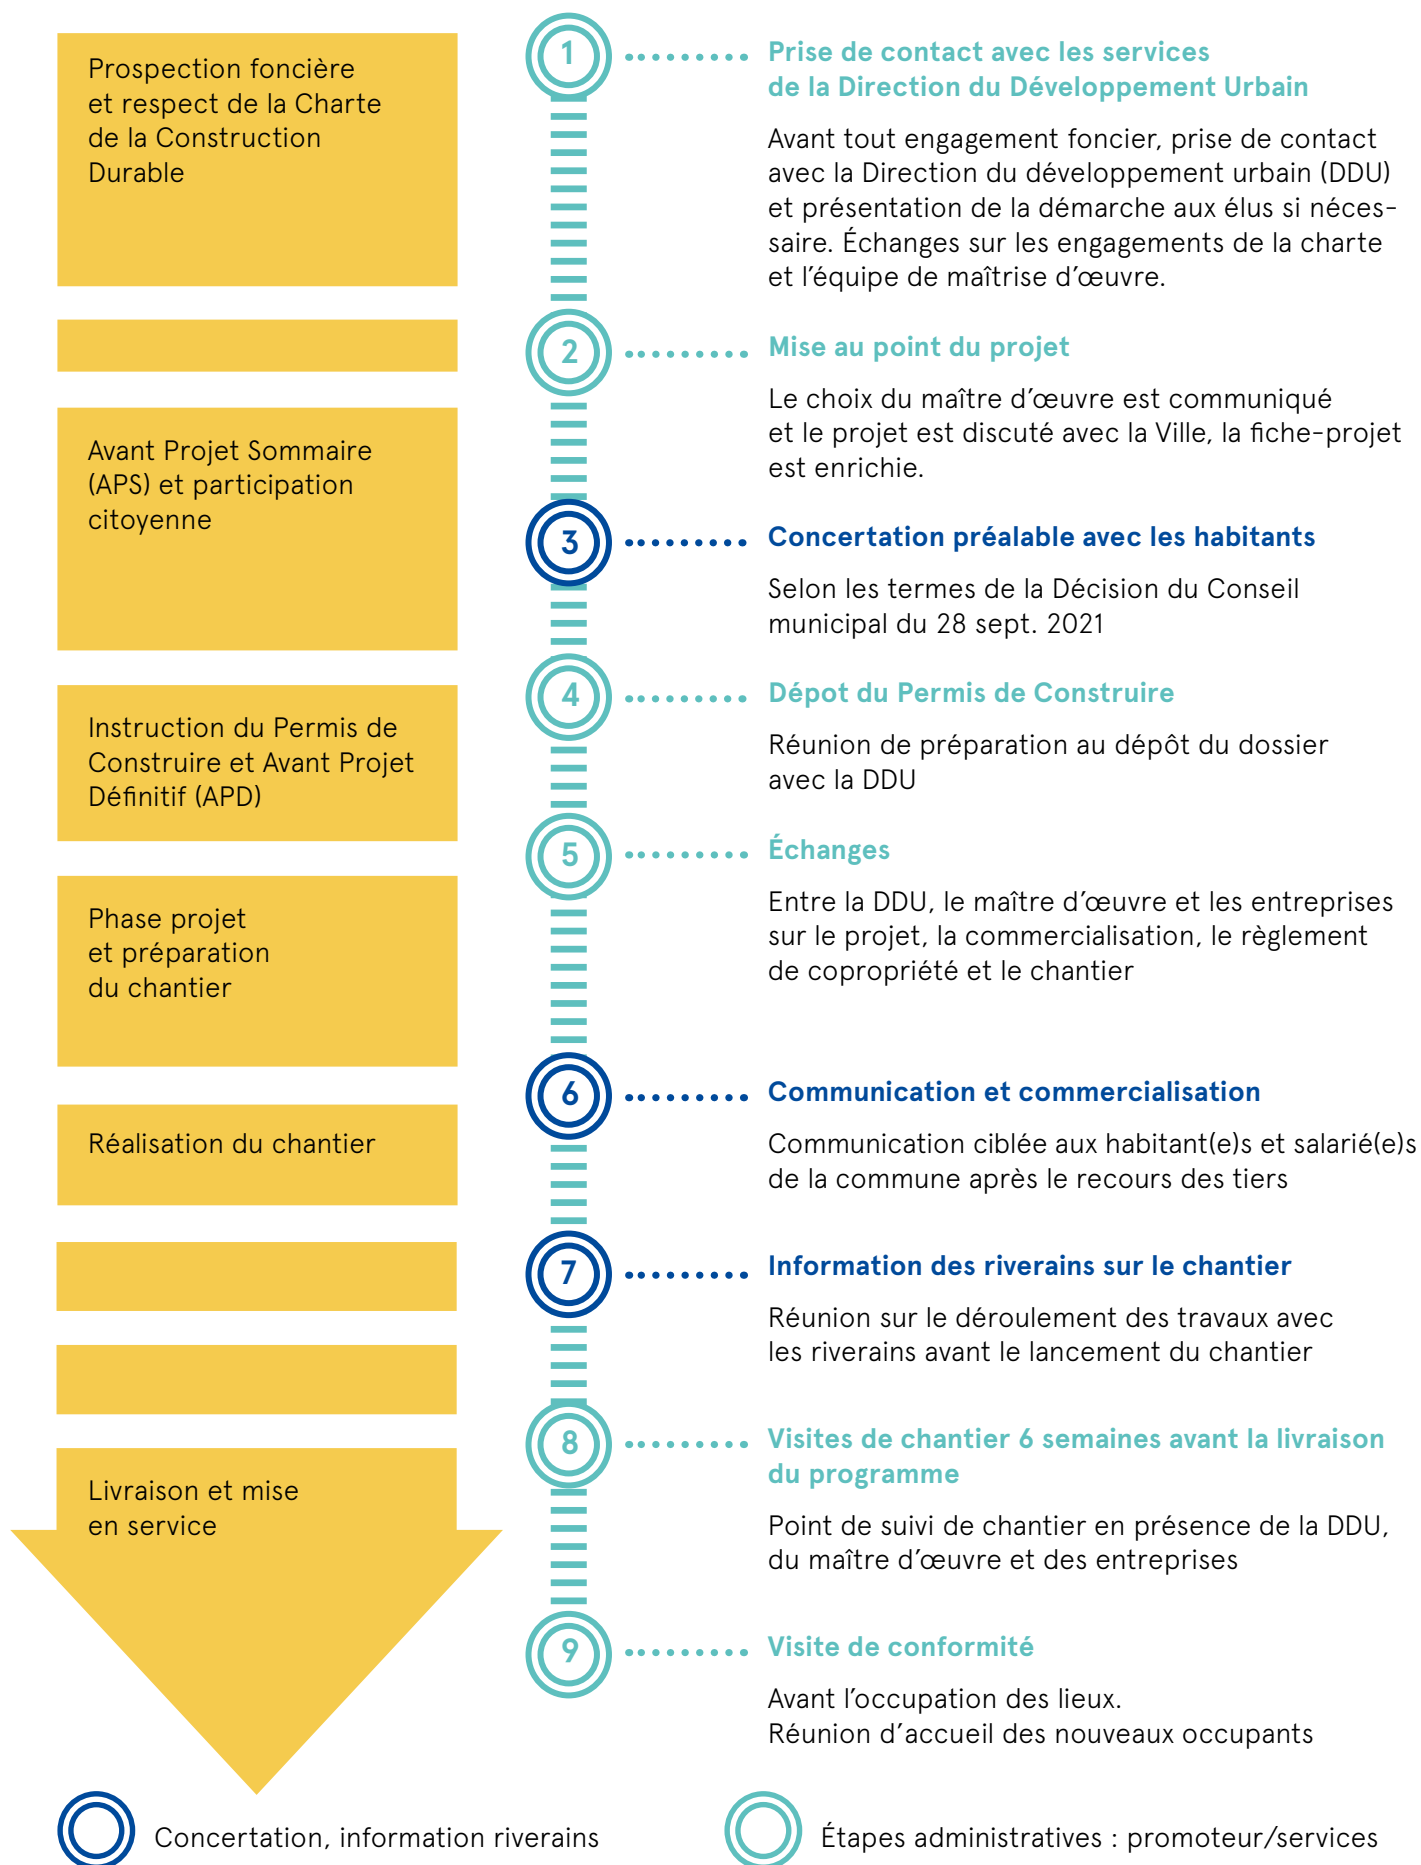 Prospection foncière
et respect de la Charte
de la Construction
Durable
1
Prise de contact avec les services
de la Direction du Développement Urbain
Avant tout engagement foncier, prise de contact
avec la Direction du développement urbain (DDU)
et présentation de la démarche aux élus si néces-
saire. Échanges sur les engagements de la charte
et l’équipe de maîtrise d’œuvre.
2
Mise au point du projet
Le choix du maître d’œuvre est communiqué
et le projet est discuté avec la Ville, la fiche-projet
est enrichie.
Avant Projet Sommaire
(APS) et participation
citoyenne
3
Concertation préalable avec les habitants
Selon les termes de la Décision du Conseil
municipal du 28 sept. 2021
4
Dépot du Permis de Construire
Réunion de préparation au dépôt du dossier
avec la DDU
Instruction du Permis de
Construire et Avant Projet
Définitif (APD)
5
Échanges
Entre la DDU, le maître d’œuvre et les entreprises
sur le projet, la commercialisation, le règlement
de copropriété et le chantier
Phase projet
et préparation
du chantier
6
Communication et commercialisation
Communication ciblée aux habitant(e)s et salarié(e)s
de la commune après le recours des tiers
Réalisation du chantier
7
Information des riverains sur le chantier
Réunion sur le déroulement des travaux avec
les riverains avant le lancement du chantier
8
Visites de chantier 6 semaines avant la livraison
du programme
Point de suivi de chantier en présence de la DDU,
du maître d’œuvre et des entreprises
Livraison et mise
en service
9
Visite de conformité
Avant l’occupation des lieux.
Réunion d’accueil des nouveaux occupants
Concertation, information riverains
Étapes administratives : promoteur/services